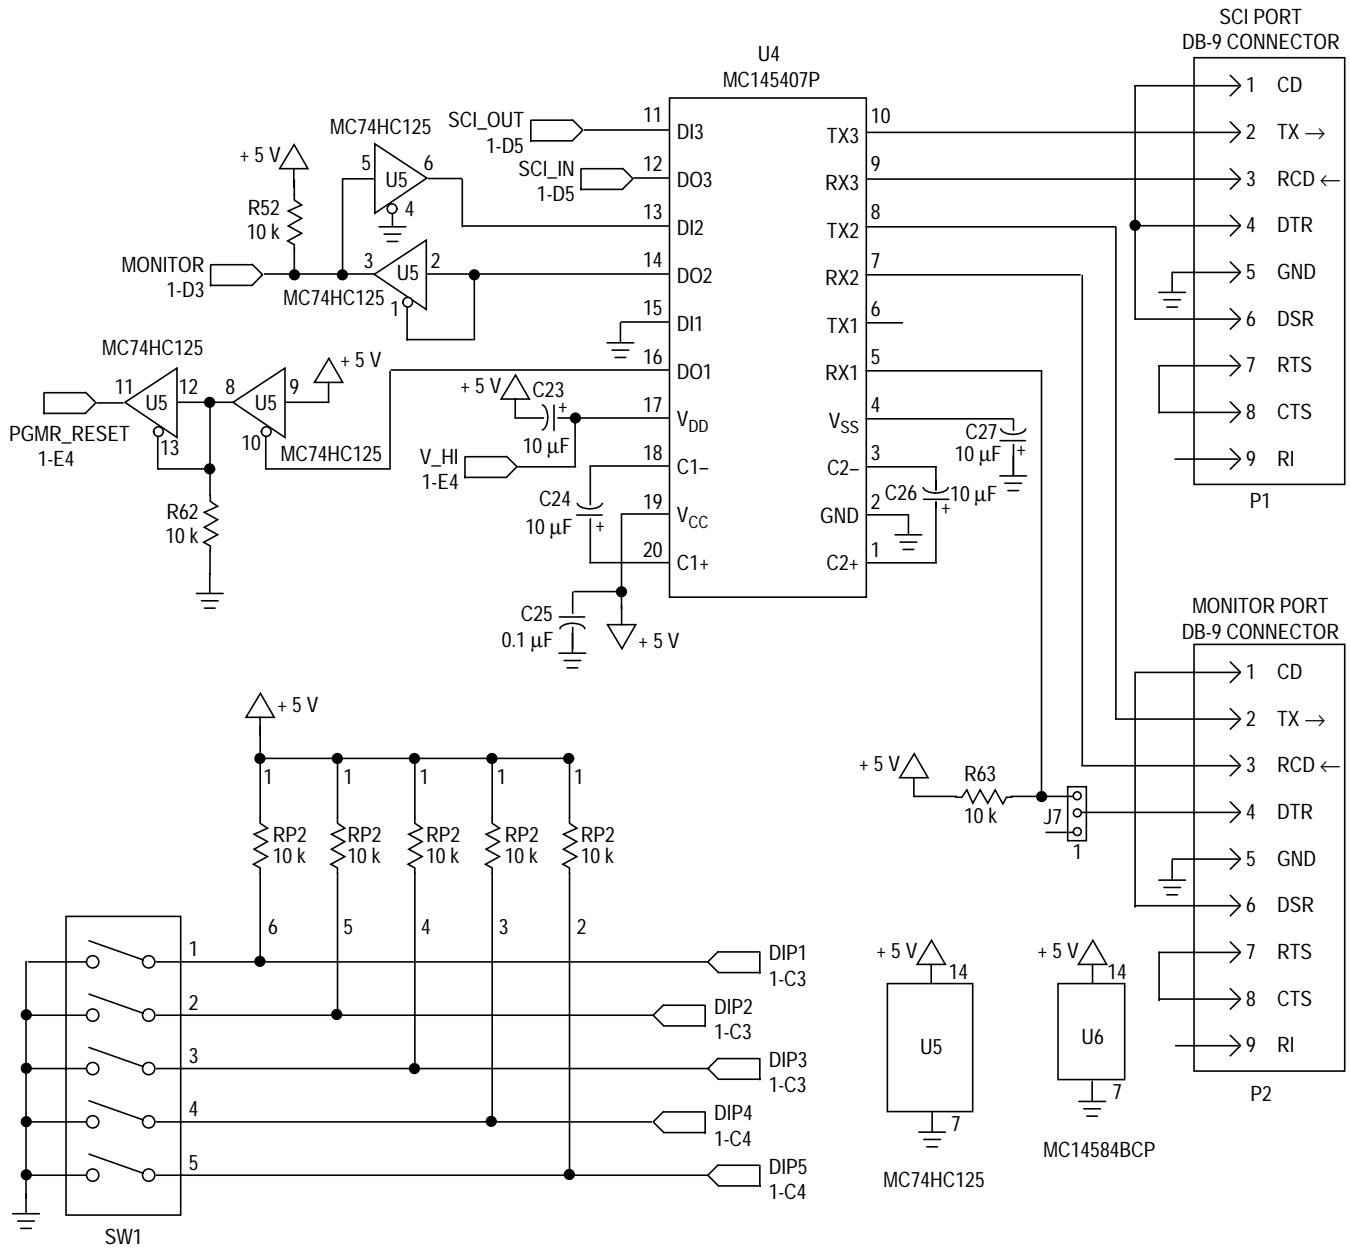 SCI PORT
DB-9 CONNECTOR
U4
MC145407P
1 CD
2 TX →
3 RCD ←
4 DTR
5 GND
6 DSR
7 RTS
8 CTS
9 RI
P1
SCI_OUT
1-D5
11 DI3
SCI_IN
1-D5
12 DO3
13 DI2
14 DO2
15 DI1
16 DO1
17 VDD
18 C1–
19 VCC
20 C1+
10 TX3
9 RX3
8 TX2
7 RX2
6 TX1
5 RX1
4 VSS
3 C2–
2 GND
1 C2+
MC74HC125
5 U5 6
4
+ 5 V
R52
10 k
MONITOR
1-D3
3 U5 2
1
MC74HC125
MC74HC125
11 U5 12
13
8 U5 9
10
+ 5 V
MC74HC125
PGMR_RESET
1-E4
R62
10 k
+ 5 V
C23
+
10 µF
V_HI
1-E4
C24
10 µF
+
C25
0.1 µF
+ 5 V
C27
10 µF
+
C26
10 µF
+
MONITOR PORT
DB-9 CONNECTOR
1 CD
2 TX →
3 RCD ←
4 DTR
5 GND
6 DSR
7 RTS
8 CTS
9 RI
P2
+ 5 V
R63
10 k
J7
1
+ 5 V
1 1 1 1 1
RP2 RP2 RP2 RP2 RP2
10 k 10 k 10 k 10 k 10 k
6 5 4 3 2
1
DIP1
1-C3
2
DIP2
1-C3
3
DIP3
1-C3
4
DIP4
1-C4
5
DIP5
1-C4
SW1
+ 5 V
14
U5
7
MC74HC125
+ 5 V
14
U6
7
MC14584BCP